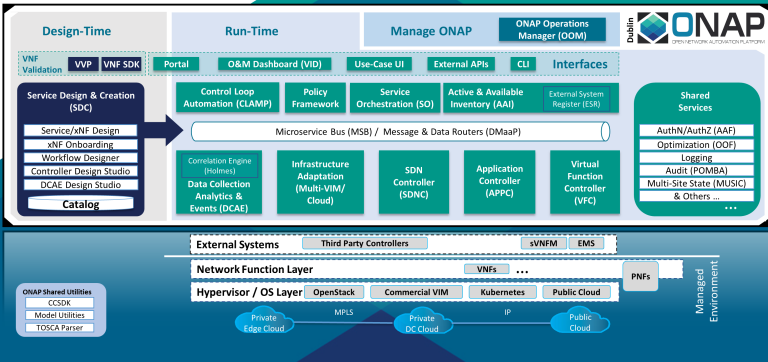 Design-Time
Run-Time
Manage ONAP
ONAP Operations
Manager (OOM)
Dublin
ONAP
OPEN NETWORK AUTOMATION PLATFORM
VNF
Validation
VVP
VNF SDK
Portal
O&M Dashboard (VID)
Use-Case UI
External APIs
CLI
Interfaces
Service Design & Creation
(SDC)
Service/xNF Design
xNF Onboarding
Workflow Designer
Controller Design Studio
DCAE Design Studio
Catalog
Control Loop
Automation (CLAMP)
Policy
Framework
Service
Orchestration (SO)
Active & Available
Inventory (AAI)
External System
Register (ESR)
Microservice Bus (MSB) / Message & Data Routers (DMaaP)
Correlation Engine
(Holmes)
Data Collection
Analytics &
Events (DCAE)
Infrastructure
Adaptation
(Multi-VIM/
Cloud)
SDN
Controller
(SDNC)
Application
Controller
(APPC)
Virtual
Function
Controller
(VFC)
Shared
Services
AuthN/AuthZ (AAF)
Optimization (OOF)
Logging
Audit (POMBA)
Multi-Site State (MUSIC)
& Others ...
...
External Systems
Third Party Controllers
sVNFM
EMS
Network Function Layer
VNFs
...
PNFs
Hypervisor / OS Layer
OpenStack
Commercial VIM
Kubernetes
Public Cloud
Managed
Environment
ONAP Shared Utilities
CCSDK
Model Utilities
TOSCA Parser
Private
Edge Cloud
MPLS
Private
DC Cloud
IP
Public
Cloud